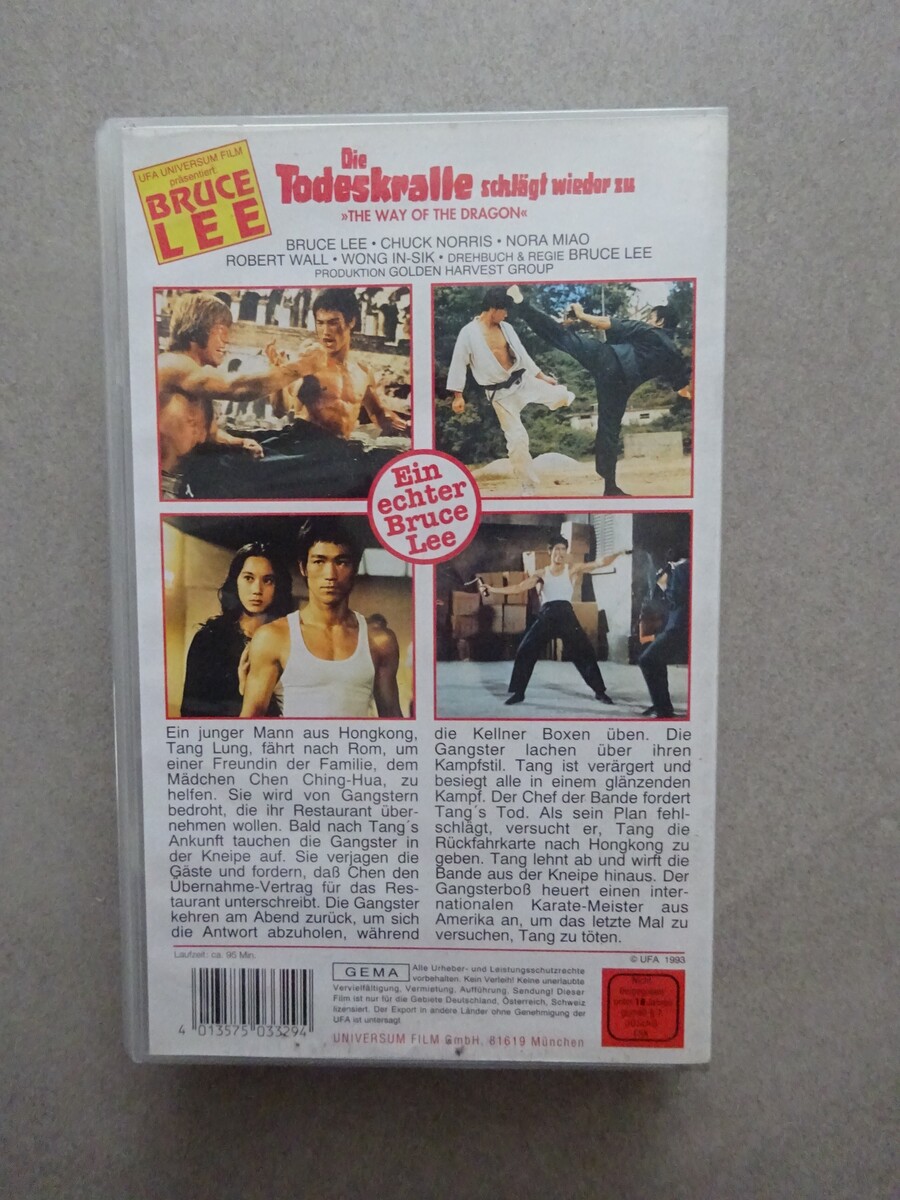 UFA UNIVERSUM FILM
präsentiert:
BRUCE
LEE
Die
Todeskralle schlägt wieder zu
»THE WAY OF THE DRAGON«
BRUCE LEE • CHUCK NORRIS • NORA MIAO
ROBERT WALL • WONG IN-SIK • DREHBUCH & REGIE BRUCE LEE
PRODUKTION GOLDEN HARVEST GROUP
Ein
echter
Bruce
Lee
Ein junger Mann aus Hongkong,
Tang Lung, fährt nach Rom, um
einer Freundin der Familie, dem
Mädchen Chen Ching-Hua, zu
helfen. Sie wird von Gangstern
bedroht, die ihr Restaurant über-
nehmen wollen. Bald nach Tang´s
Ankunft tauchen die Gangster in
der Kneipe auf. Sie verjagen die
Gäste und fordern, daß Chen den
Übernahme-Vertrag für das Res-
taurant unterschreibt. Die Gangster
kehren am Abend zurück, um sich
die Antwort abzuholen, während
die Kellner Boxen üben. Die
Gangster lachen über ihren
Kampfstil. Tang ist verärgert und
besiegt alle in einem glänzenden
Kampf. Der Chef der Bande fordert
Tang´s Tod. Als sein Plan fehl-
schlägt, versucht er, Tang die
Rückfahrkarte nach Hongkong zu
geben. Tang lehnt ab und wirft die
Bande aus der Kneipe hinaus. Der
Gangsterboß heuert einen inter-
nationalen Karate-Meister aus
Amerika an, um das letzte Mal zu
versuchen, Tang zu töten.
Laufzeit: ca. 95 Min.
© UFA 1993
4 013575 033294
GEMA
Alle Urheber- und Leistungsschutzrechte
vorbehalten. Kein Verleih! Keine unerlaubte
Vervielfältigung, Vermietung, Aufführung, Sendung! Dieser
Film ist nur für die Gebiete Deutschland, Österreich, Schweiz
lizensiert. Der Export in andere Länder ohne Genehmigung der
UFA ist untersagt.
UNIVERSUM FILM GmbH, 81619 München
Nicht
freigegeben
unter 18 Jahren
gemäß § 7
JÖSchG
FSK